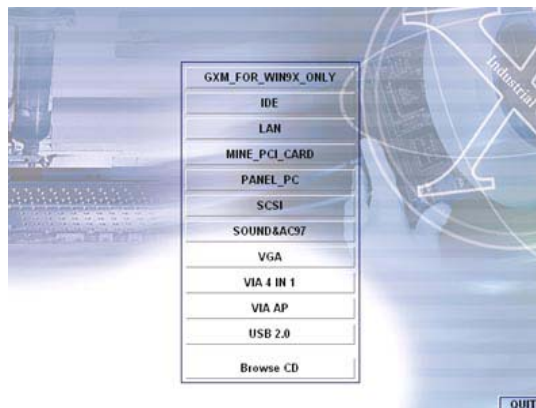 GXM_FOR_WIN9X_ONLY
IDE
LAN
MINE_PCI_CARD
PANEL_PC
SCSI
SOUND&AC97
VGA
VIA 4 IN 1
VIA AP
USB 2.0
Browse CD
Industrial
QUIT